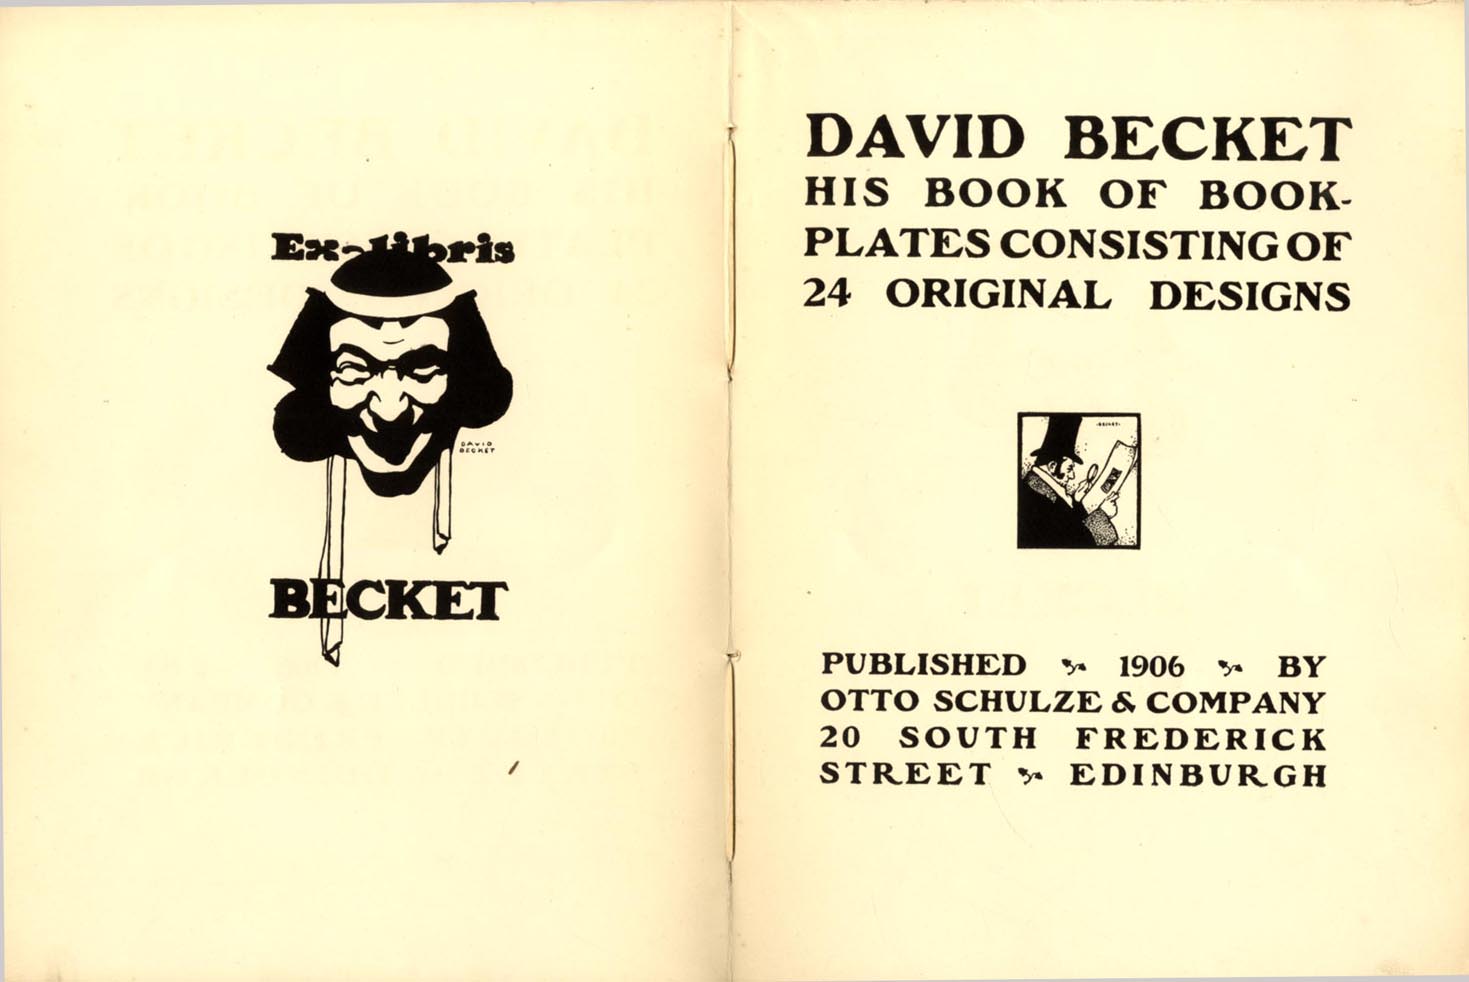 Ex-libris
DAVID
BECKET
BECKET
DAVID BECKET
HIS BOOK OF BOOK-
PLATES CONSISTING OF
24 ORIGINAL DESIGNS
·BECKET·
PUBLISHED 1906 BY
OTTO SCHULZE & COMPANY
20 SOUTH FREDERICK
STREET EDINBURGH